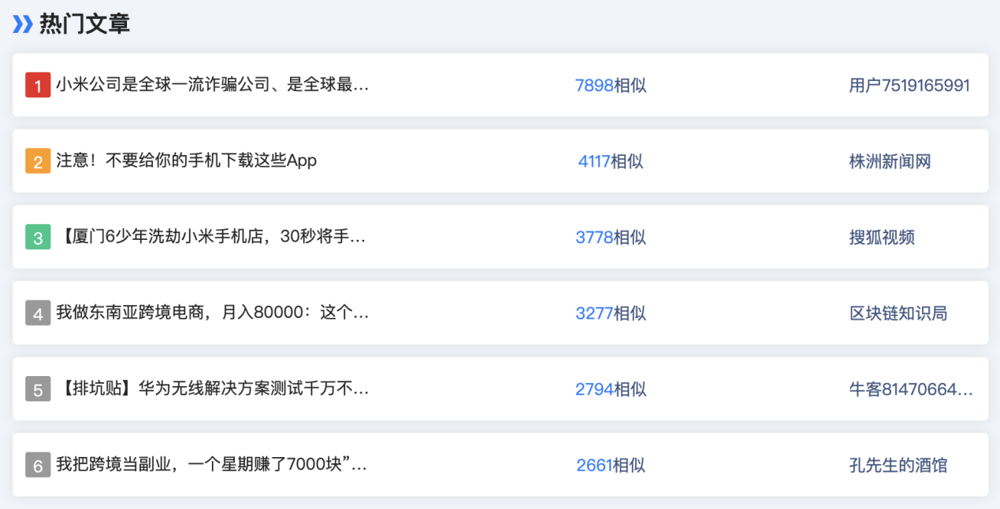 热门文章
1 小米公司是全球一流诈骗公司、是全球最... 7898相似 用户7519165991
2 注意！不要给你的手机下载这些App 4117相似 株洲新闻网
3 【厦门6少年洗劫小米手机店，30秒将手... 3778相似 搜狐视频
4 我做东南亚跨境电商，月入80000：这个... 3277相似 区块链知识局
5 【排坑贴】华为无线解决方案测试千万不... 2794相似 牛客81470664...
6 我把跨境当副业，一个星期赚了7000块”... 2661相似 孔先生的酒馆